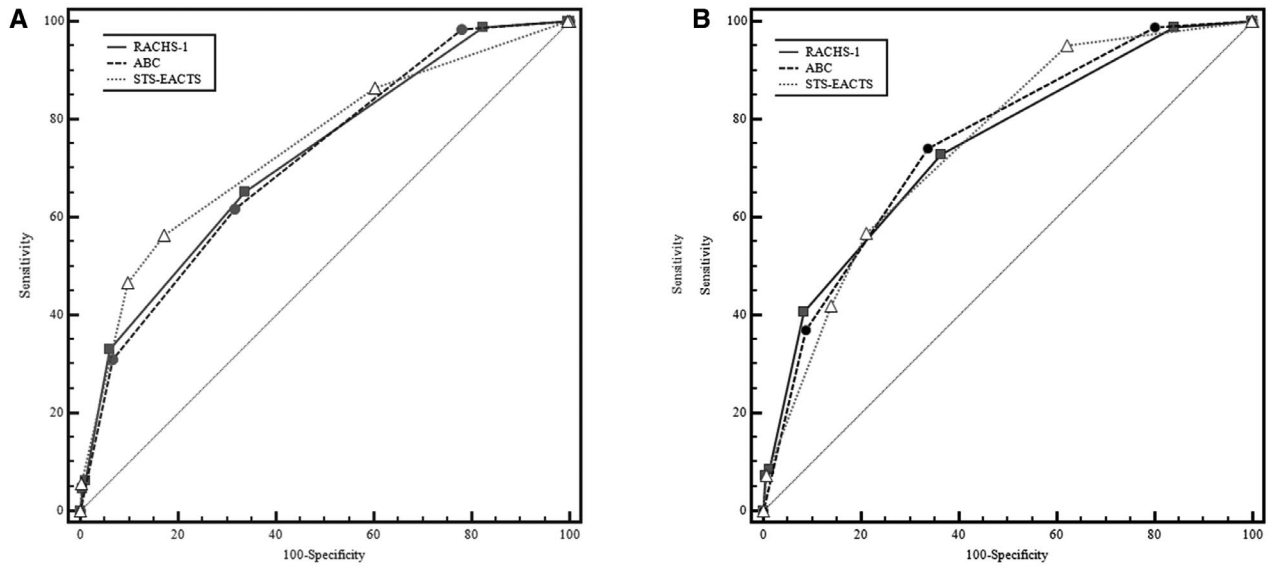 A
100
80
60
40
20
0
Sensitivity
RACHS-1
ABC
STS-EACTS
0 20 40 60 80 100
100-Specificity
B
100
80
60
40
20
0
Sensitivity
Sensitivity
RACHS-1
ABC
STS-EACTS
0 20 40 60 80 100
100-Specificity